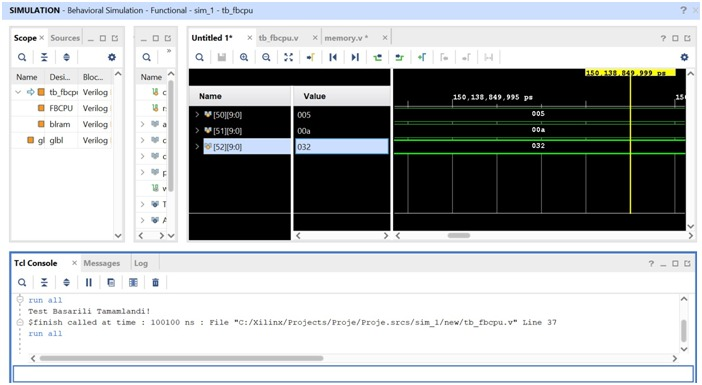 SIMULATION - Behavioral Simulation - Functional - sim_1 - tb_fbcpu
Scope
Sources
Untitled 1*
tb_fbcpu.v
memory.v *
Name Desi... Bloc...
tb_fbcpu Verilog
FBCPU Verilog
blram Verilog
gl glbl Verilog
Name
Name Value
[50][9:0] 005
[51][9:0] 00a
[52][9:0] 032
150,138,849,999 ps
150,138,849,995 ps
005
00a
032
Tcl Console
Messages
Log
run all
Test Basarili Tamamlandi!
$finish called at time : 100100 ns : File "C:/Xilinx/Projects/Proje/Proje.srcs/sim_1/new/tb_fbcpu.v" Line 37
run all